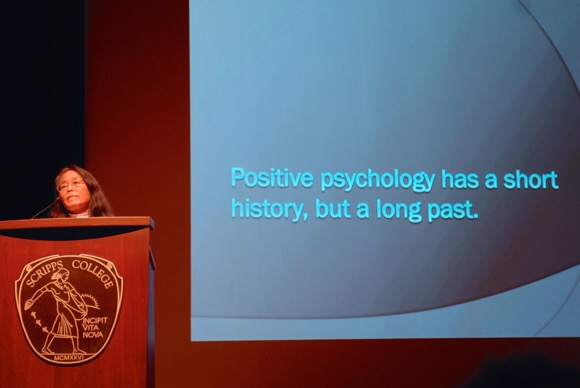 Positive psychology has a short
history, but a long past.
SCRIPPS COLLEGE
INCIPIT
VITA
NOVA
MCMXXVI